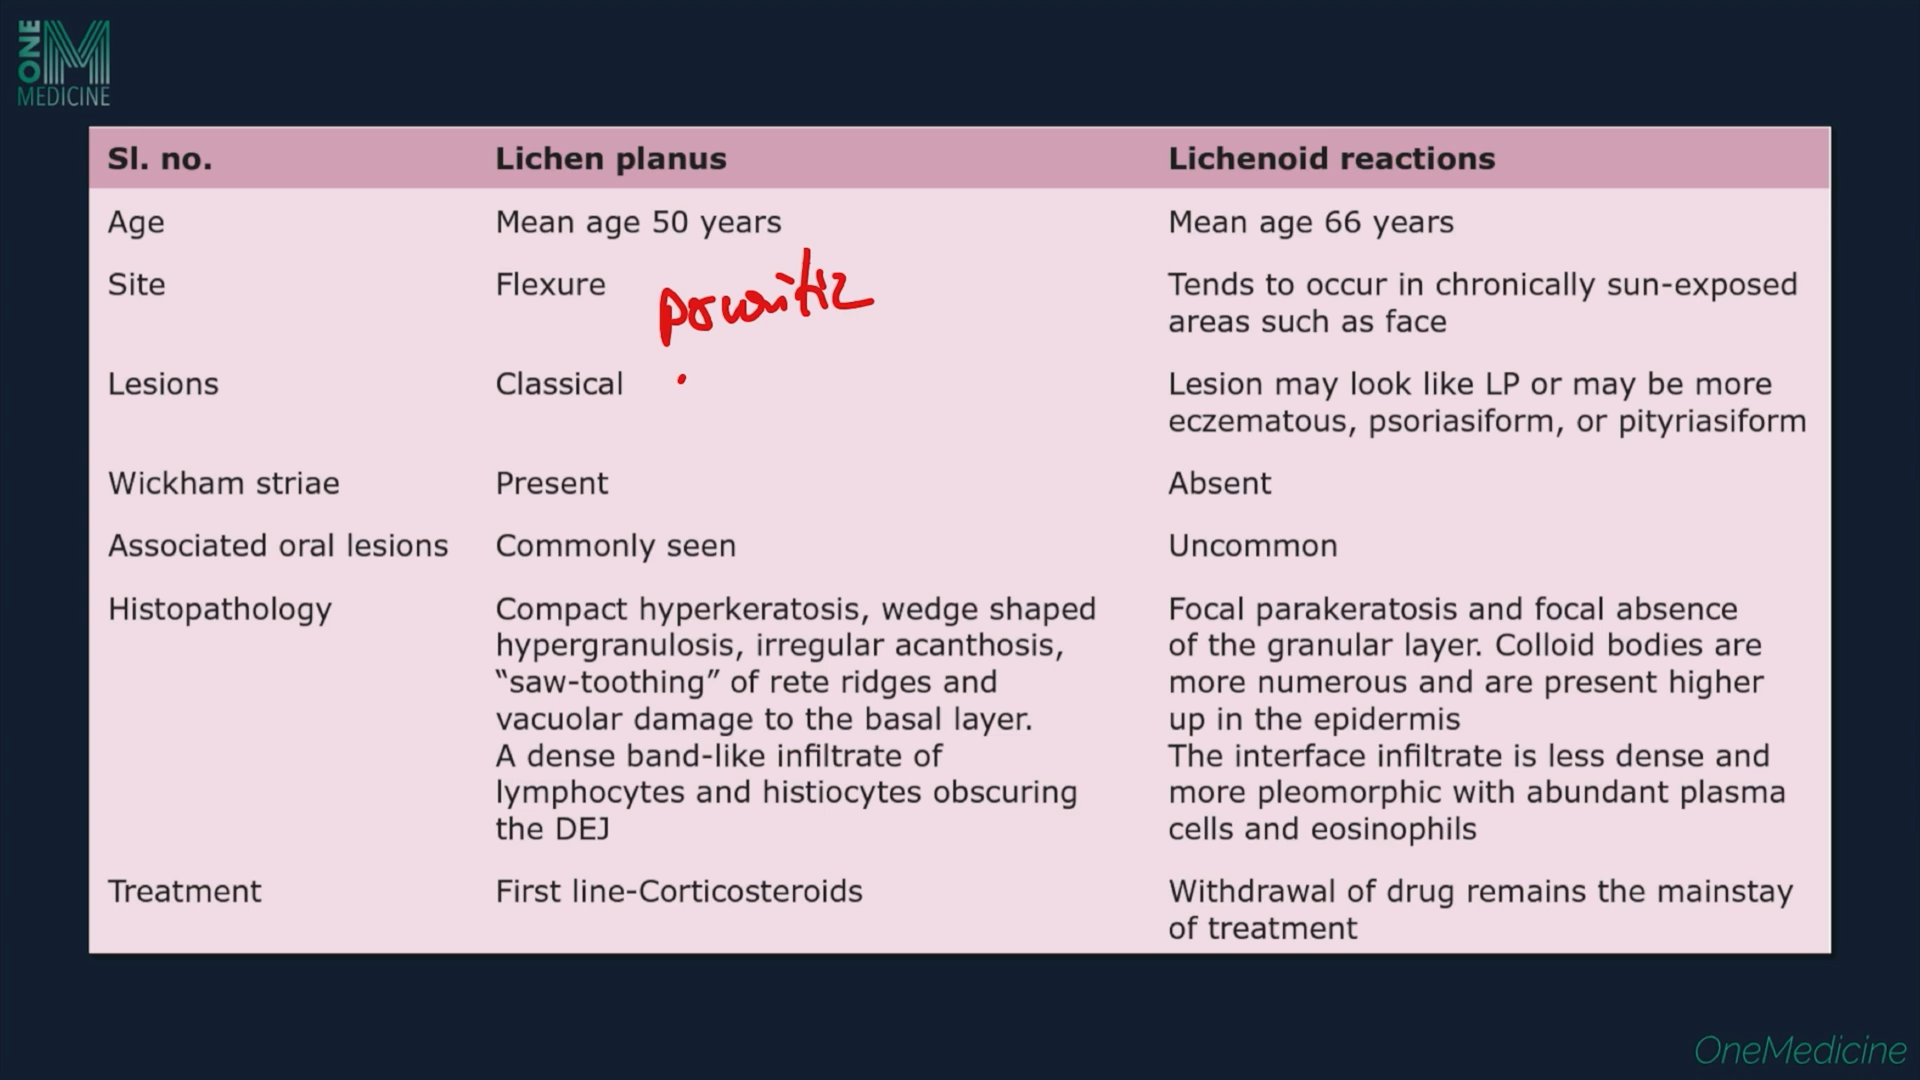 ONE
MEDICINE
Sl. no. Lichen planus Lichenoid reactions
Age Mean age 50 years Mean age 66 years
Site Flexure Tends to occur in chronically sun-exposed
areas such as face
Lesions Classical Lesion may look like LP or may be more
eczematous, psoriasiform, or pityriasiform
Wickham striae Present Absent
Associated oral lesions Commonly seen Uncommon
Histopathology Compact hyperkeratosis, wedge shaped
hypergranulosis, irregular acanthosis,
“saw-toothing” of rete ridges and
vacuolar damage to the basal layer.
A dense band-like infiltrate of
lymphocytes and histiocytes obscuring
the DEJ
Focal parakeratosis and focal absence
of the granular layer. Colloid bodies are
more numerous and are present higher
up in the epidermis
The interface infiltrate is less dense and
more pleomorphic with abundant plasma
cells and eosinophils
Treatment First line-Corticosteroids Withdrawal of drug remains the mainstay
of treatment
OneMedicine